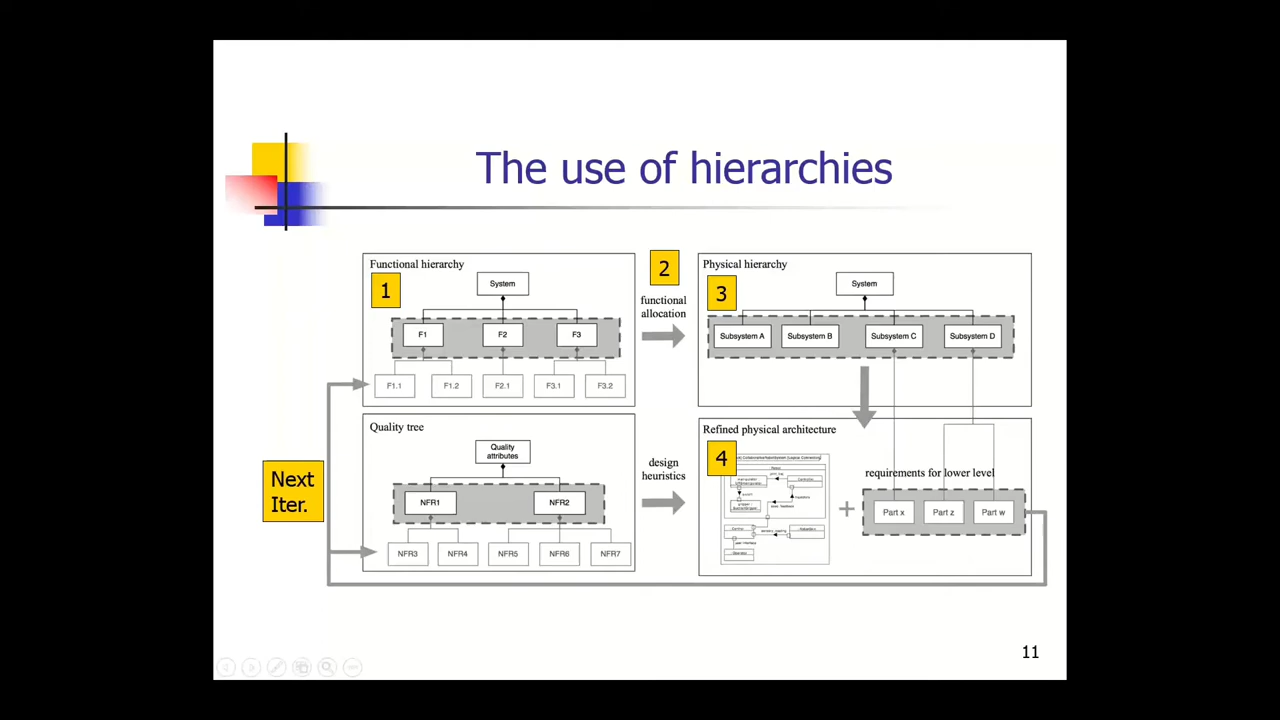 The use of hierarchies
Functional hierarchy
1
System
F1
F2
F3
F1.1
F1.2
F2.1
F3.1
F3.2
2
functional
allocation
Physical hierarchy
3
System
Subsystem A
Subsystem B
Subsystem C
Subsystem D
Quality tree
Quality
attributes
NFR1
NFR2
NFR3
NFR4
NFR5
NFR6
NFR7
Next
Iter.
design
heuristics
Refined physical architecture
4
requirements for lower level
+
Part x
Part z
Part w
11